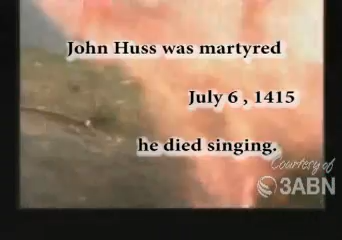 John Huss was martyred
July 6 , 1415
he died singing.
Courtesy of
3ABN